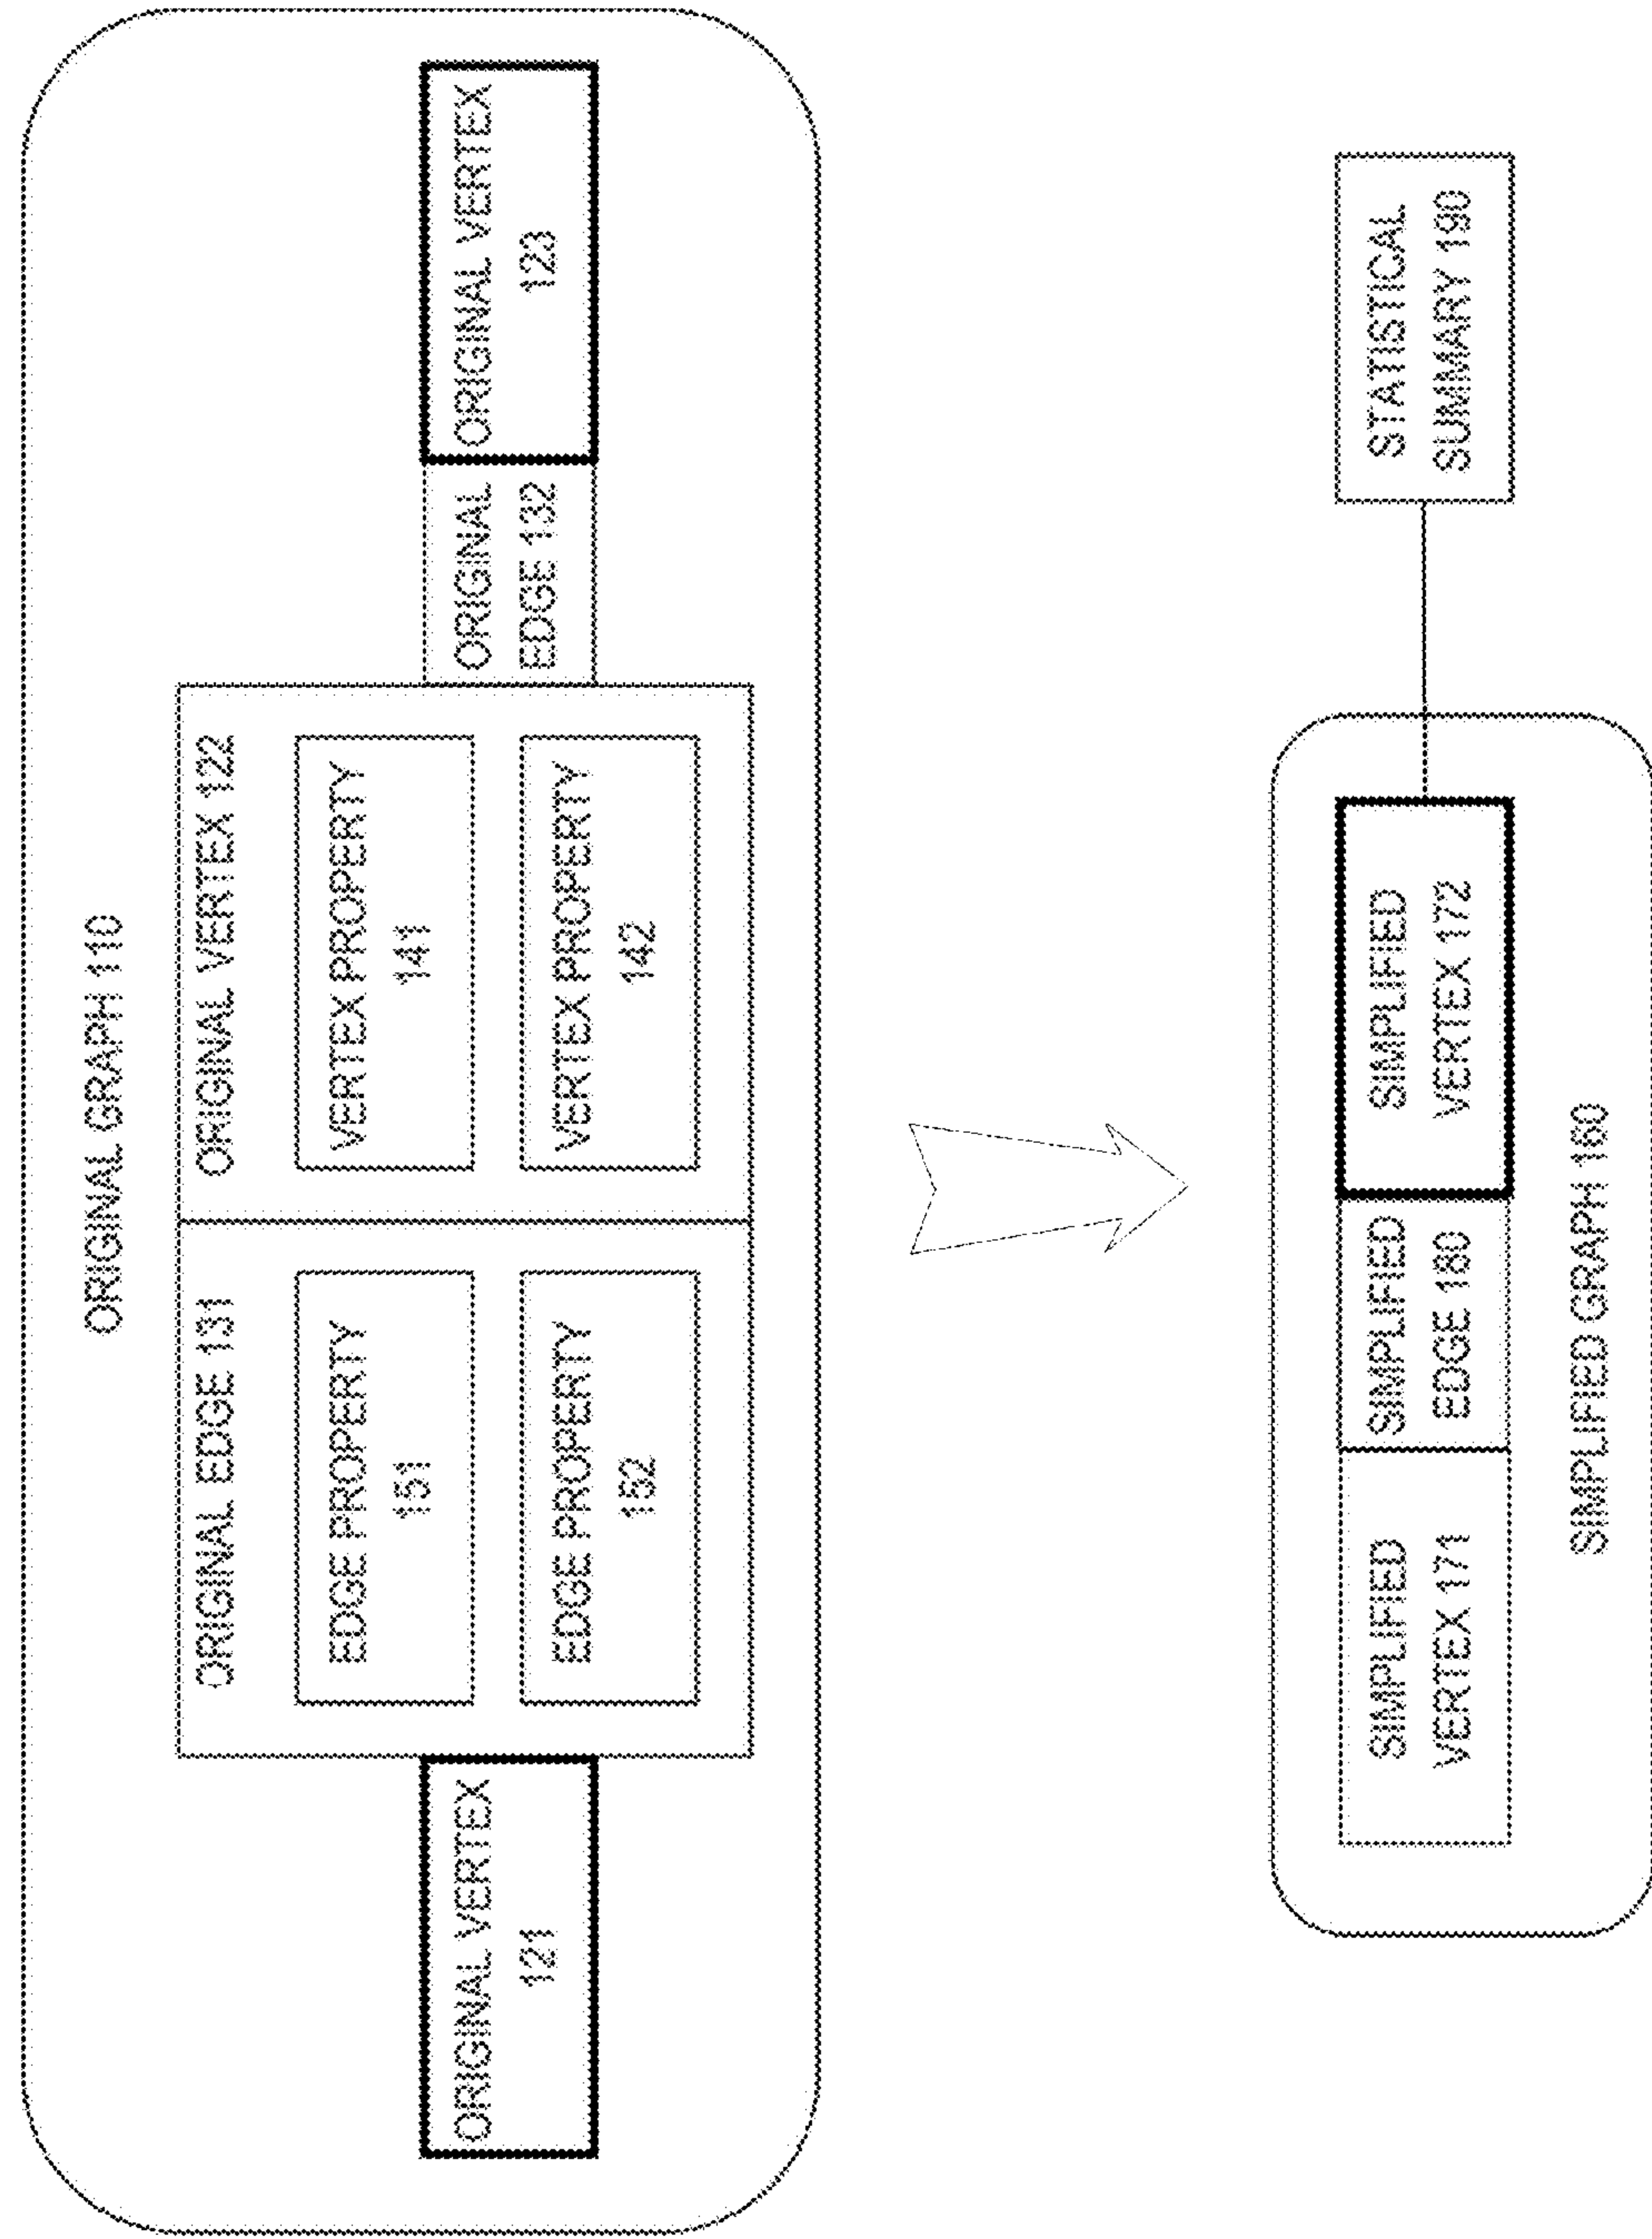 ORIGINAL GRAPH 110
ORIGINAL EDGE 131
ORIGINAL VERTEX 122
EDGE PROPERTY
151
VERTEX PROPERTY
141
ORIGINAL VERTEX
121
EDGE PROPERTY
152
VERTEX PROPERTY
142
ORIGINAL
EDGE 132
ORIGINAL VERTEX
123
SIMPLIFIED
VERTEX 171
SIMPLIFIED
EDGE 180
SIMPLIFIED
VERTEX 172
STATISTICAL
SUMMARY 190
SIMPLIFIED GRAPH 160